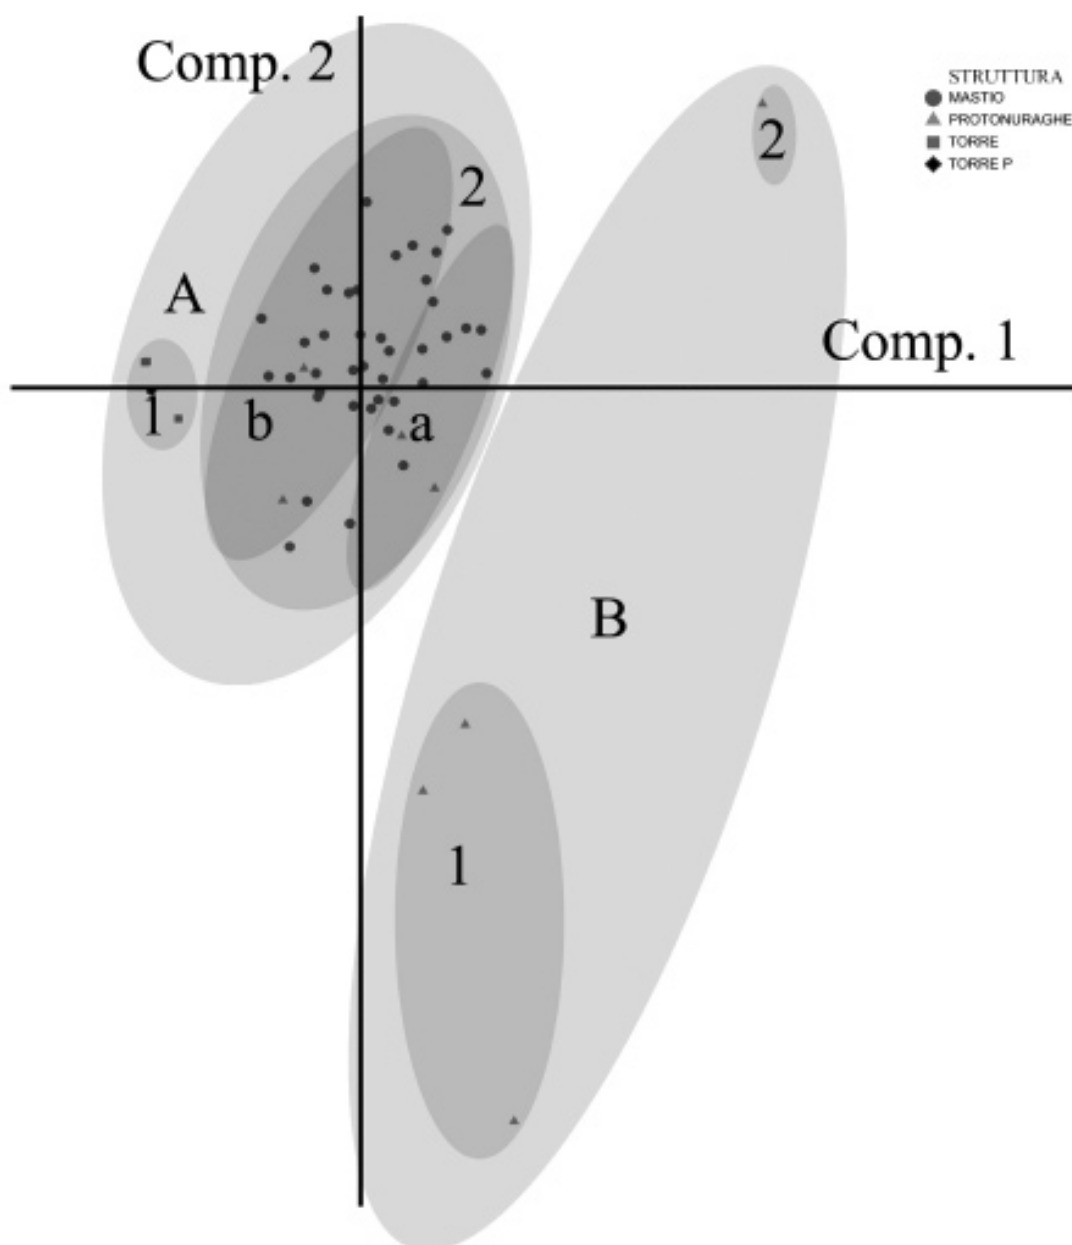 Comp. 2
STRUTTURA
MASTIO
PROTONURAGHE
TORRE
TORRE P
2
2
A
Comp. 1
1
b
a
B
1